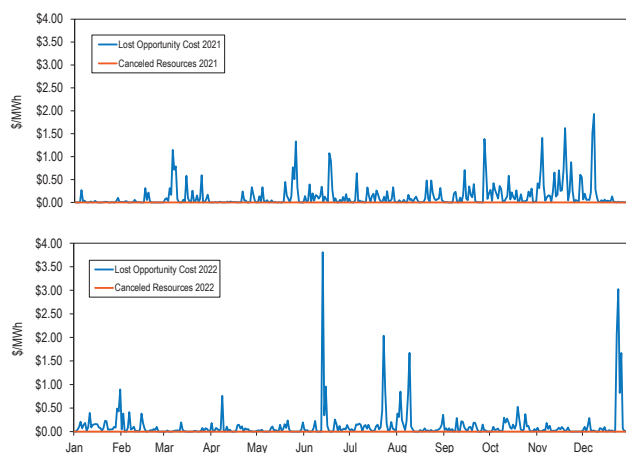 $4.00
$3.50
$3.00
$2.50
$2.00
$1.50
$1.00
$0.50
$0.00
$/MWh
Lost Opportunity Cost 2021
Canceled Resources 2021
$4.00
$3.50
$3.00
$2.50
$2.00
$1.50
$1.00
$0.50
$0.00
$/MWh
Lost Opportunity Cost 2022
Canceled Resources 2022
Jan Feb Mar Apr May Jun Jul Aug Sep Oct Nov Dec